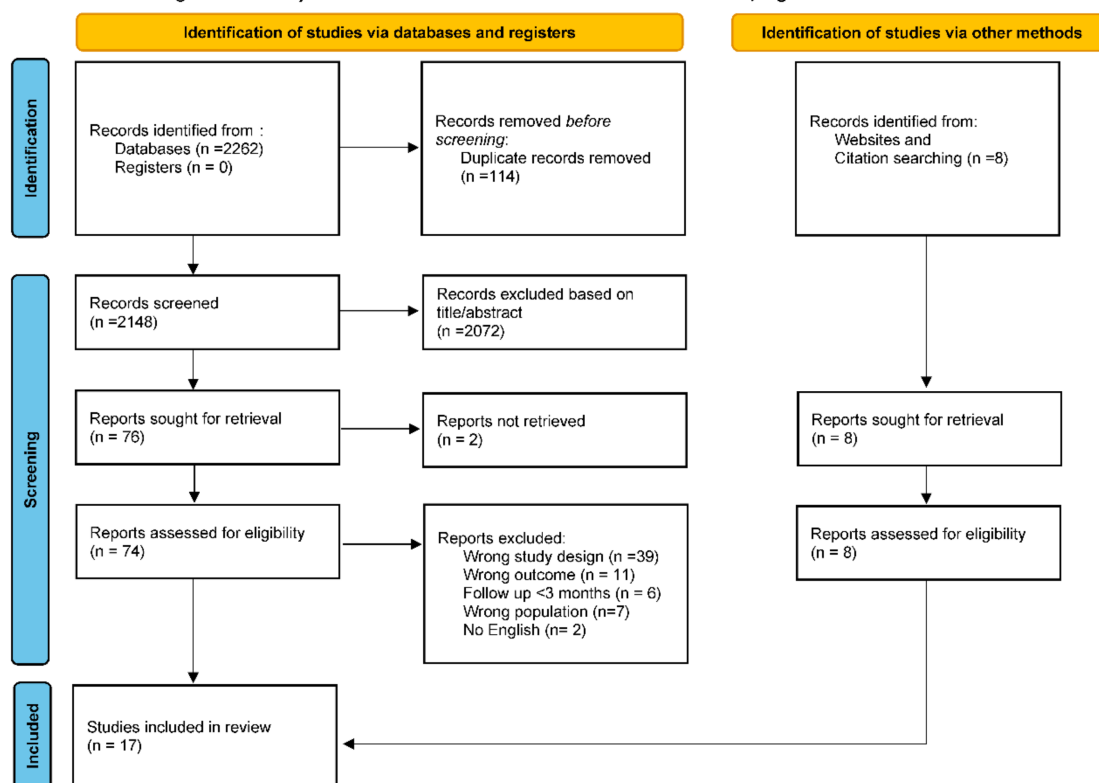 Identification of studies via databases and registers
Identification of studies via other methods
Identification
Records identified from :
Databases (n =2262)
Registers (n = 0)
Records removed before
screening:
Duplicate records removed
(n =114)
Records identified from:
Websites and
Citation searching (n =8)
Screening
Records screened
(n =2148)
Records excluded based on
title/abstract
(n =2072)
Reports sought for retrieval
(n = 76)
Reports not retrieved
(n = 2)
Reports sought for retrieval
(n = 8)
Reports assessed for eligibility
(n = 74)
Reports excluded:
Wrong study design (n =39)
Wrong outcome (n = 11)
Follow up <3 months (n = 6)
Wrong population (n=7)
No English (n= 2)
Reports assessed for eligibility
(n = 8)
Included
Studies included in review
(n = 17)